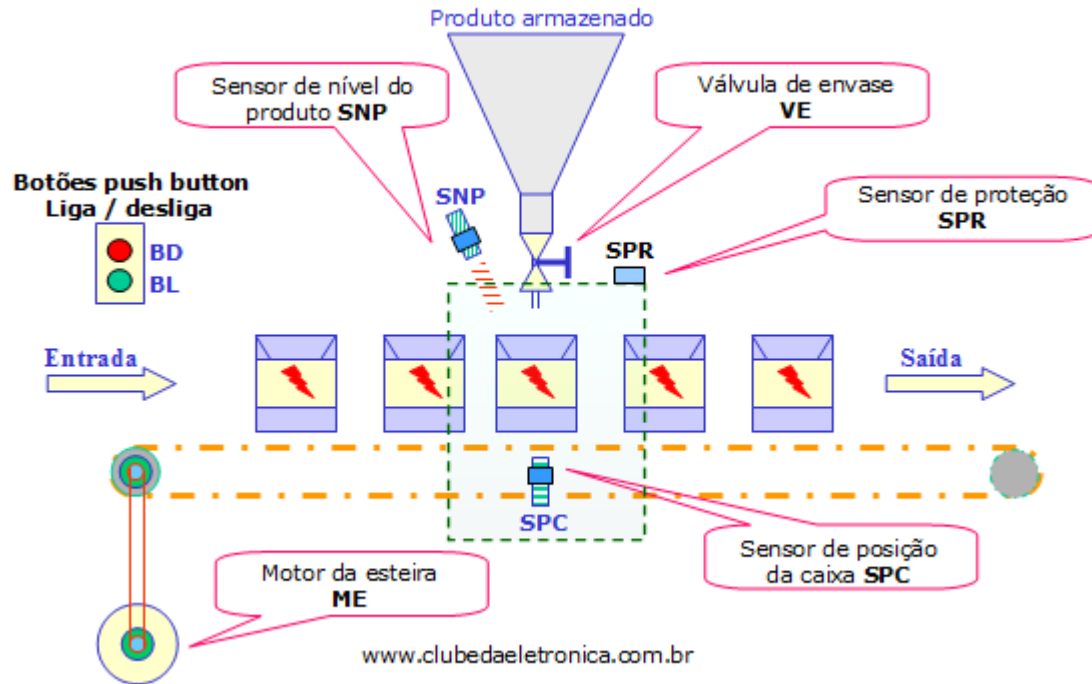 Produto armazenado
Sensor de nível do
produto SNP
Válvula de envase
VE
Botões push button
Liga / desliga
BD
BL
SNP
SPR
Sensor de proteção
SPR
Entrada
Saída
SPC
Motor da esteira
ME
Sensor de posição
da caixa SPC
www.clubedaeletronica.com.br